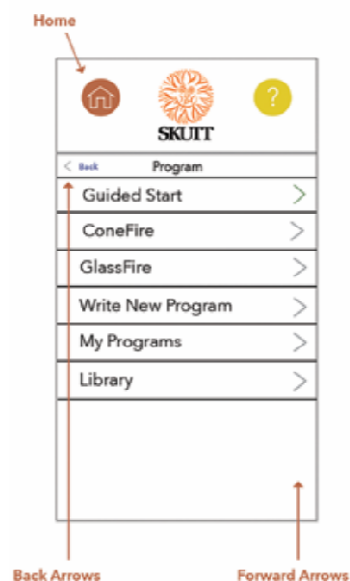 Home
?
SKUTT
< Back Program
Guided Start >
ConeFire >
GlassFire >
Write New Program >
My Programs >
Library >
Back Arrows Forward Arrows